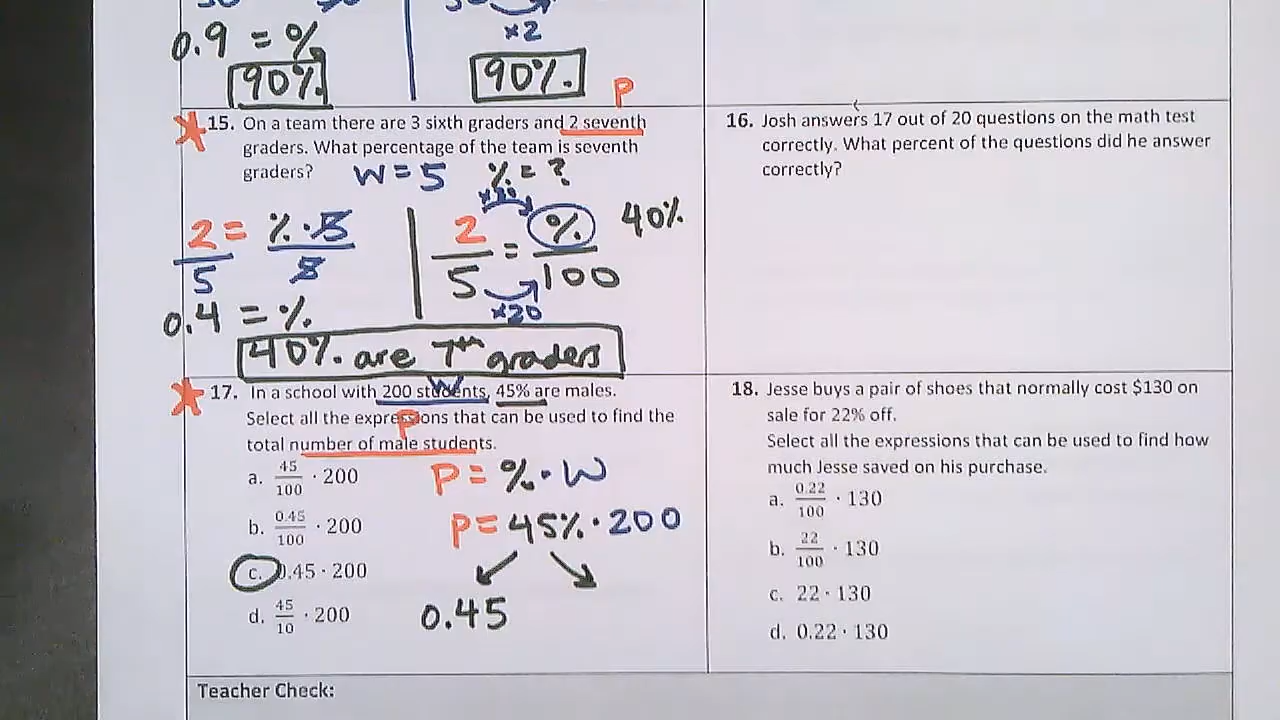 0.9 = %
90%
×2
90%.
P
15. On a team there are 3 sixth graders and 2 seventh
graders. What percentage of the team is seventh
graders?
W = 5
% = ?
2 = % · 5
5 5
0.4 = %
×20
2 = % 40%
5 100
×20
40% are 7th graders
16. Josh answers 17 out of 20 questions on the math test
correctly. What percent of the questions did he answer
correctly?
17. In a school with 200 students, 45% are males.
W
Select all the expressions that can be used to find the
P
total number of male students.
a. 45/100 · 200
b. 0.45/100 · 200
c. 0.45 · 200
d. 45/10 · 200
P = % · W
P = 45% · 200
0.45
18. Jesse buys a pair of shoes that normally cost $130 on
sale for 22% off.
Select all the expressions that can be used to find how
much Jesse saved on his purchase.
a. 0.22/100 · 130
b. 22/100 · 130
c. 22 · 130
d. 0.22 · 130
Teacher Check: